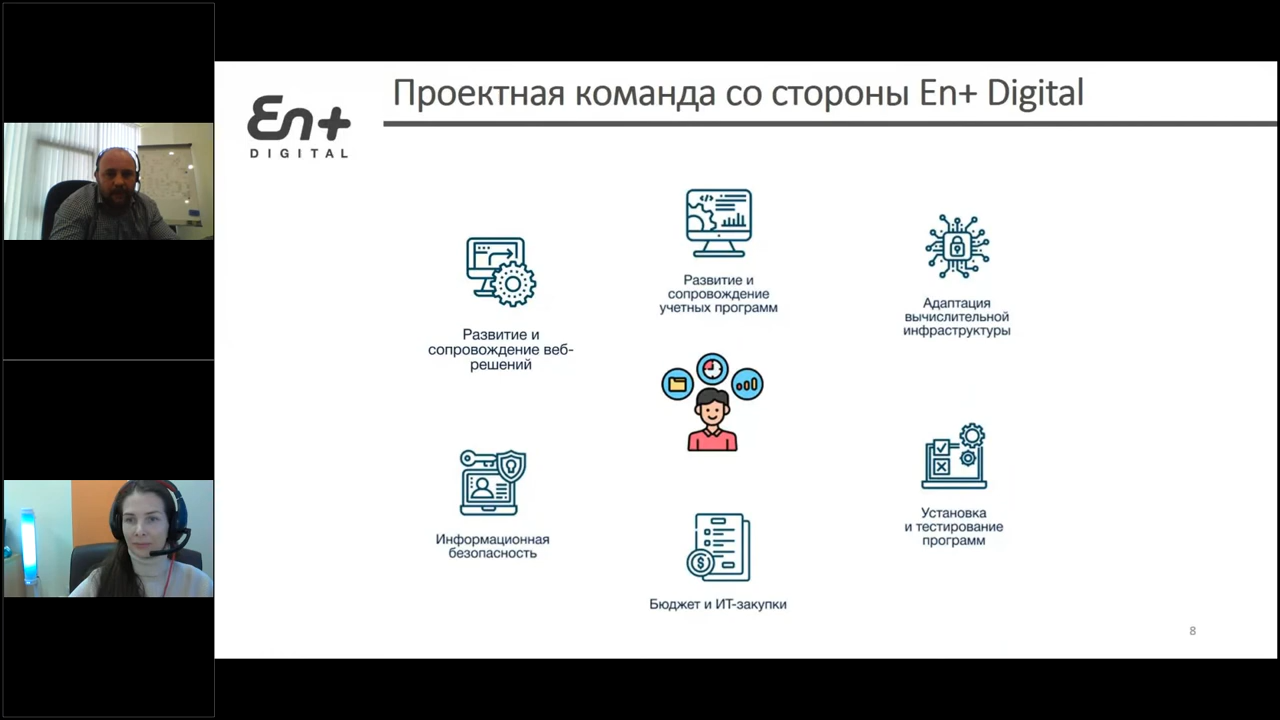 En+
DIGITAL
Проектная команда со стороны En+ Digital
Развитие и
сопровождение веб-
решений
Развитие и
сопровождение
учетных программ
Адаптация
вычислительной
инфраструктуры
Информационная
безопасность
Бюджет и ИТ-закупки
Установка
и тестирование
программ
8